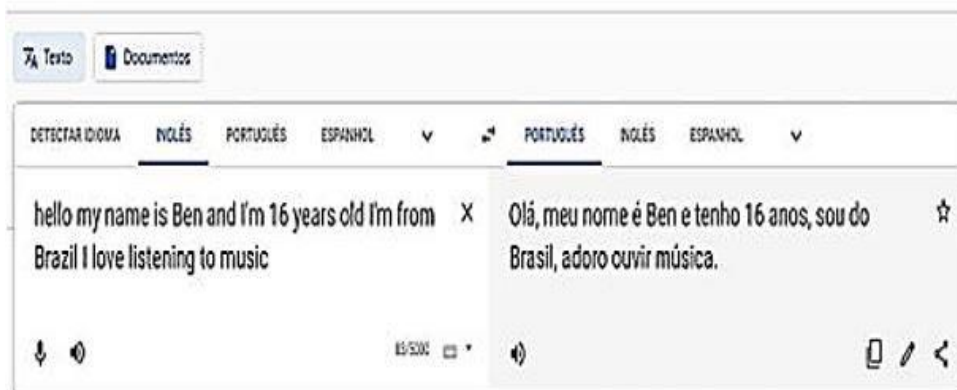 Texto Documentos
DETECTAR IDIOMA INGLÊS PORTUGUÊS ESPANHOL PORTUGUÊS INGLÊS ESPANHOL
hello my name is Ben and I'm 16 years old I'm from
Brazil I love listening to music
Olá, meu nome é Ben e tenho 16 anos, sou do
Brasil, adoro ouvir música.